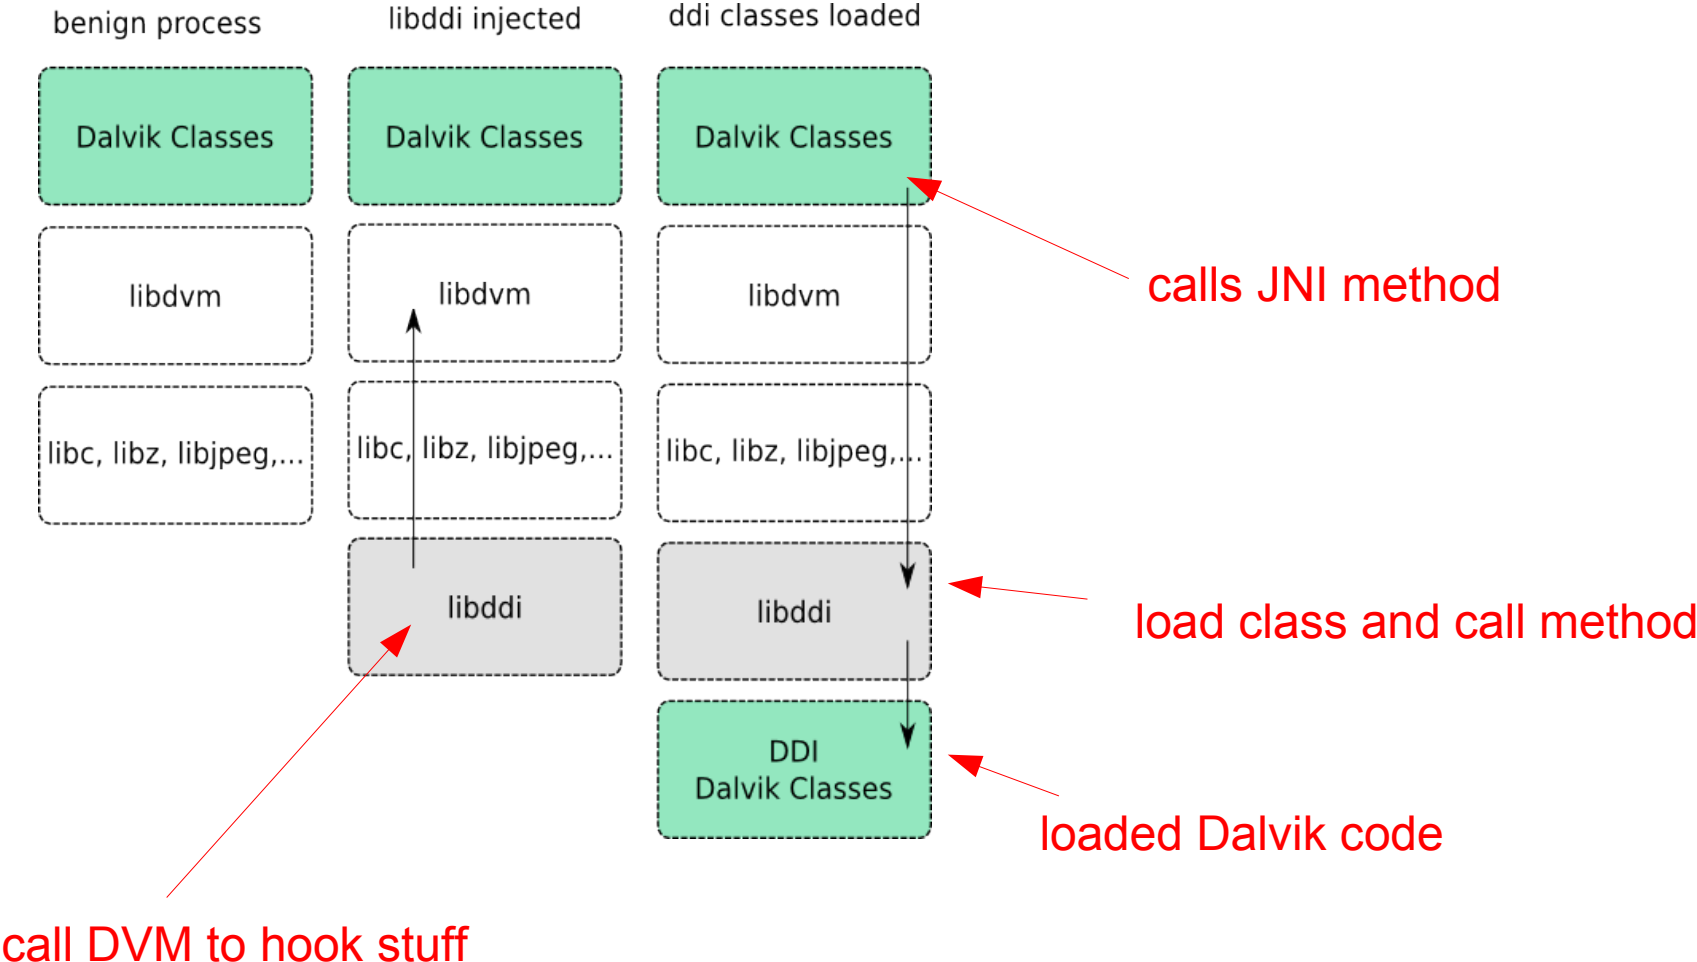 benign process
libddi injected
ddi classes loaded
Dalvik Classes
Dalvik Classes
Dalvik Classes
calls JNI method
libdvm
libdvm
libdvm
libc, libz, libjpeg,...
libc, libz, libjpeg,...
libc, libz, libjpeg,...
libddi
libddi
load class and call method
DDI
Dalvik Classes
loaded Dalvik code
call DVM to hook stuff